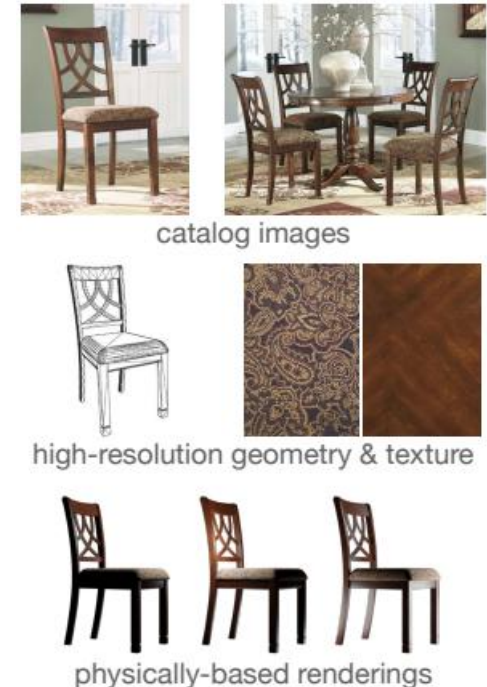 catalog images
high-resolution geometry & texture
physically-based renderings